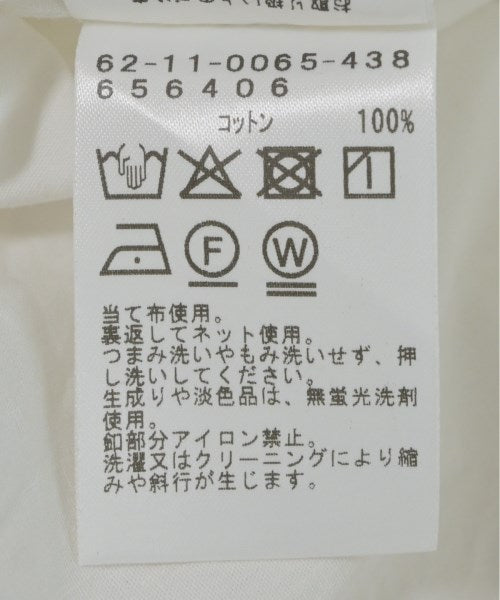 62-11-0065-438
656406
コットン 100%
F W
当て布使用。
裏返してネット使用。
つまみ洗いやもみ洗いせず、押
し洗いしてください。
生成りや淡色品は、無蛍光洗剤
使用。
釦部分アイロン禁止。
洗濯又はクリーニングにより縮
みや斜行が生じます。